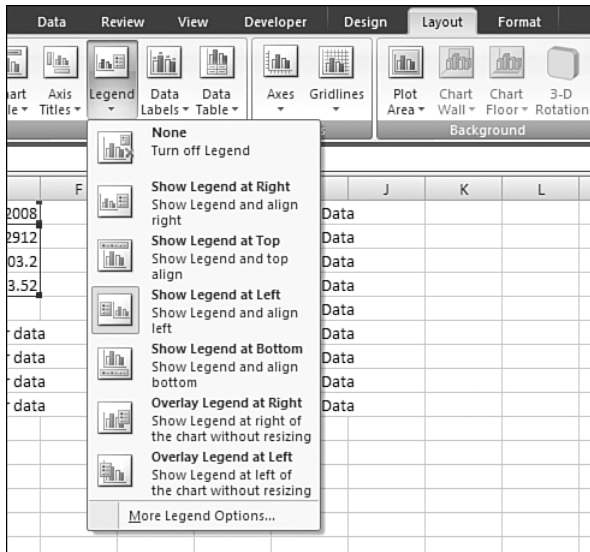 Data Review View Developer Design Layout Format
Axis Legend Data Data Axes Gridlines Plot Chart Chart 3-D
Titles Labels Table Area Wall Floor Rotation
Background
None
Turn off Legend
F J K L
Show Legend at Right
2008 Show Legend and align Data
2912 right Data
Show Legend at Top
03.2 Show Legend and top Data
align
3.52 Show Legend at Left Data
Show Legend and align Data
r data left Data
r data Show Legend at Bottom Data
Show Legend and align
r data bottom Data
r data Overlay Legend at Right Data
Show Legend at right of
the chart without resizing
Overlay Legend at Left
Show Legend at left of
the chart without resizing
More Legend Options...